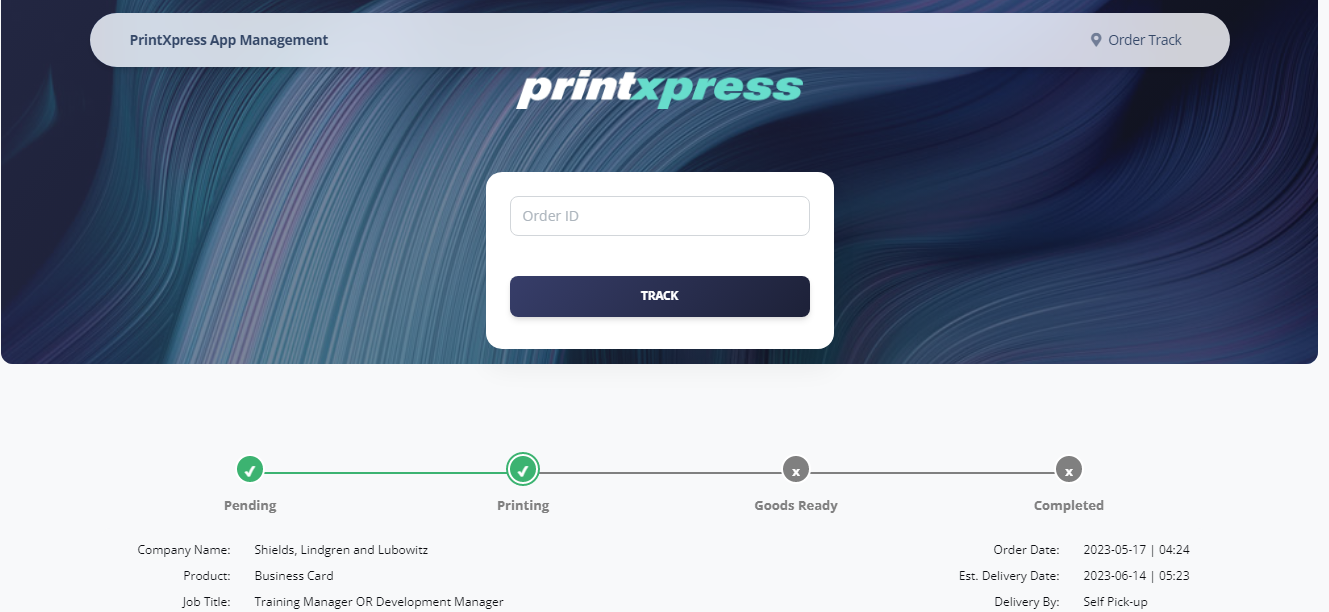 PrintXpress App Management
Order Track
printxpress
Order ID
TRACK
Pending
Printing
Goods Ready
Completed
Company Name: Shields, Lindgren and Lubowitz
Product: Business Card
Job Title: Training Manager OR Development Manager
Order Date: 2023-05-17 | 04:24
Est. Delivery Date: 2023-06-14 | 05:23
Delivery By: Self Pick-up